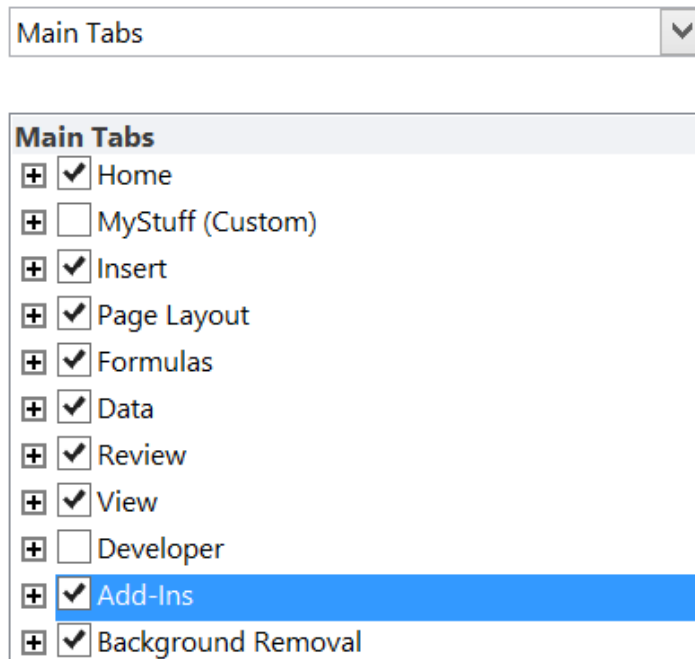 Main Tabs
Main Tabs
Home
MyStuff (Custom)
Insert
Page Layout
Formulas
Data
Review
View
Developer
Add-Ins
Background Removal